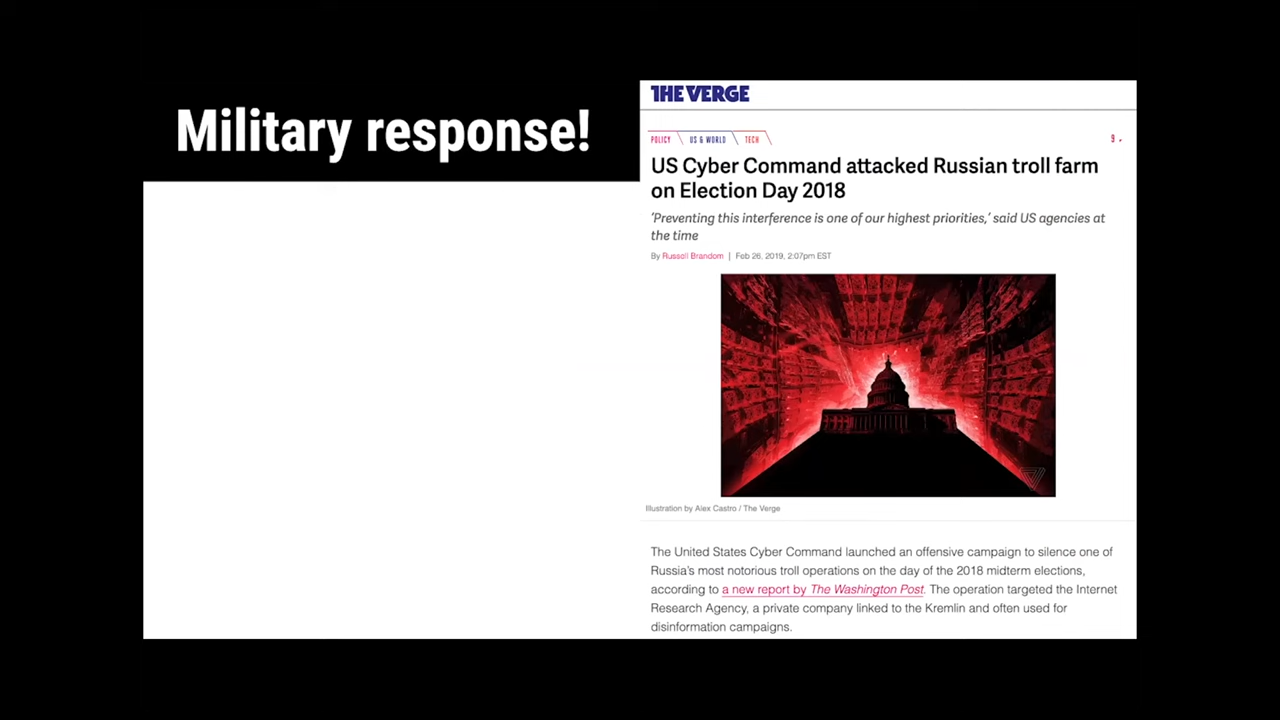 Military response!
THE VERGE
POLICY US & WORLD TECH
9
US Cyber Command attacked Russian troll farm
on Election Day 2018
‘Preventing this interference is one of our highest priorities,’ said US agencies at
the time
By Russell Brandom | Feb 26, 2019, 2:07pm EST
Illustration by Alex Castro / The Verge
The United States Cyber Command launched an offensive campaign to silence one of
Russia’s most notorious troll operations on the day of the 2018 midterm elections,
according to a new report by The Washington Post. The operation targeted the Internet
Research Agency, a private company linked to the Kremlin and often used for
disinformation campaigns.